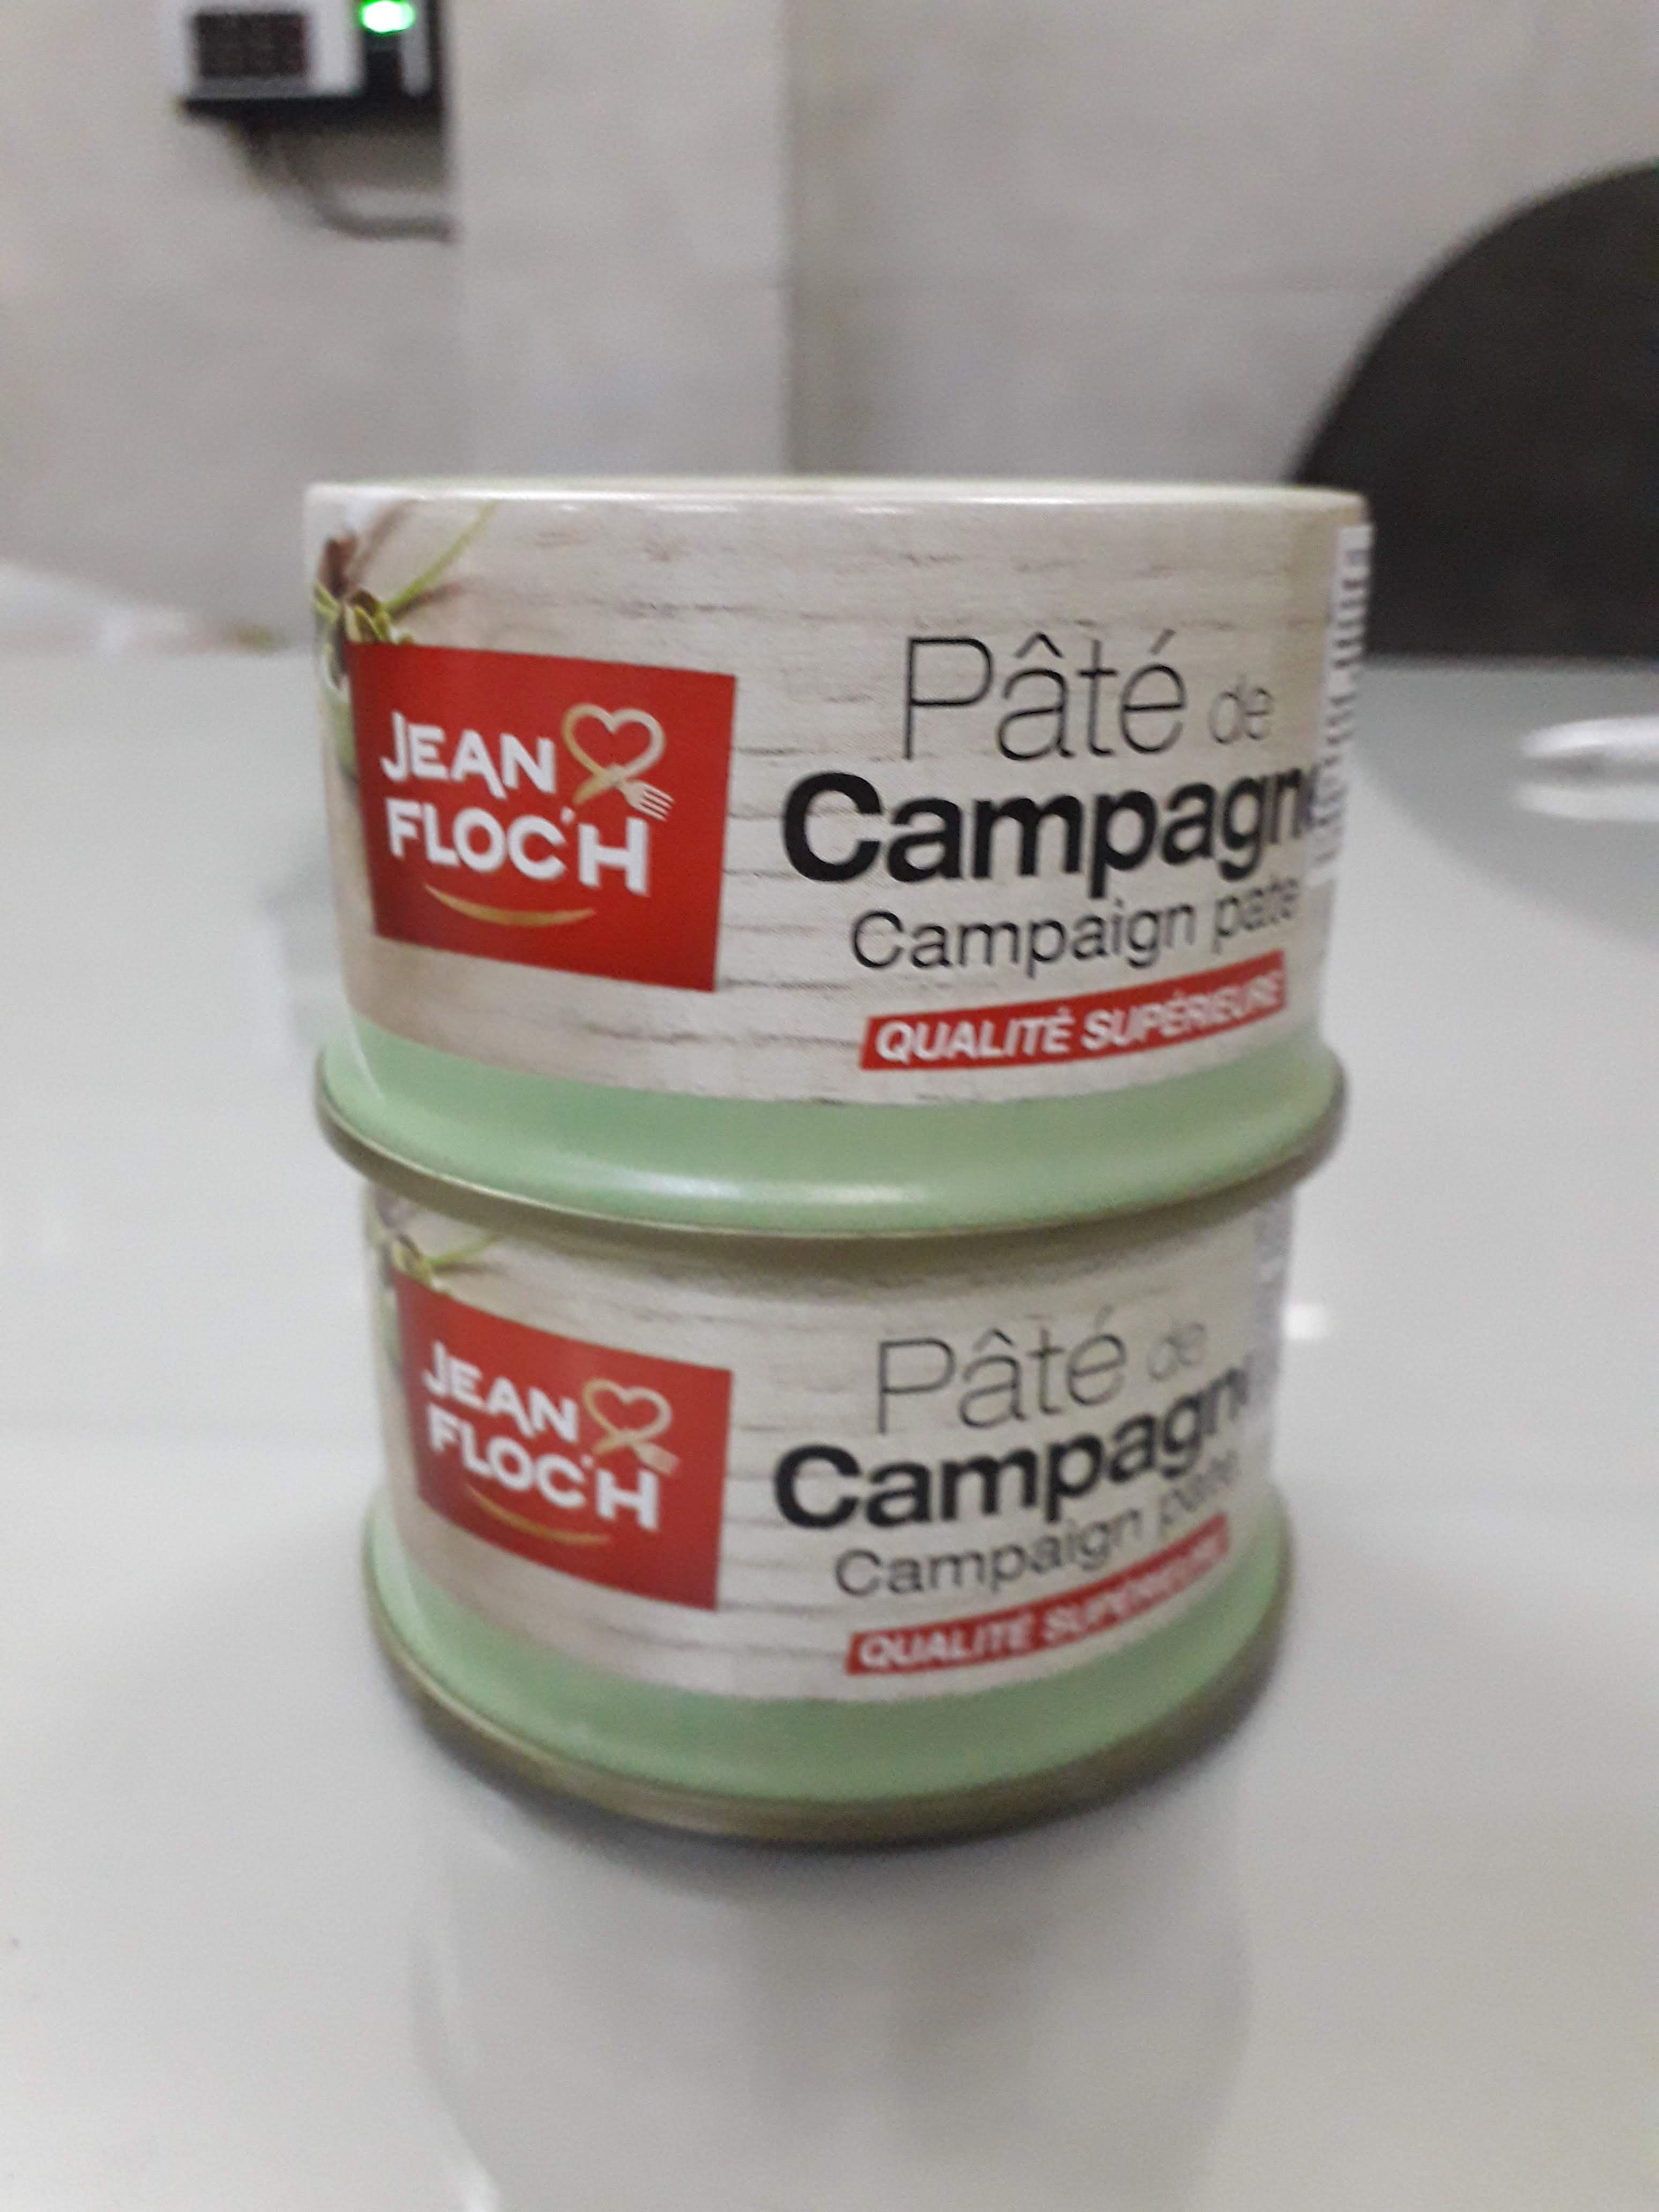 JEAN
FLOC'H
Pâté de
Campagne
Campaign pate
QUALITÉ SUPÉRIEURE
JEAN
FLOC'H
Pâté de
Campagne
Campaign pate
QUALITÉ SUPÉRIEURE